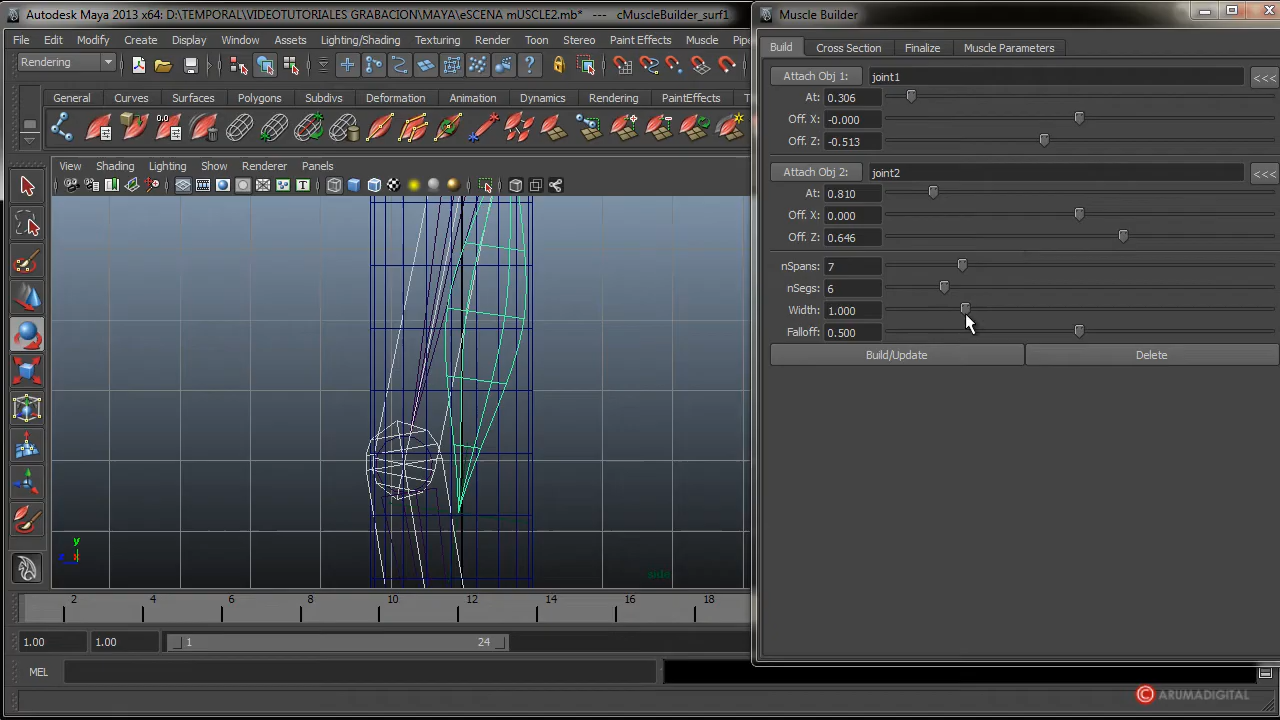 Autodesk Maya 2013 x64: D:\TEMPORAL\VIDEOTUTORIALES GRABACION\MAYA\eSCENA mUSCLE2.mb* --- cMuscleBuilder_surf1
Muscle Builder
File Edit Modify Create Display Window Assets Lighting/Shading Texturing Render Toon Stereo Paint Effects Muscle Pipe
Build Cross Section Finalize Muscle Parameters
Rendering
Attach Obj 1: joint1 <<<
At: 0.306
General Curves Surfaces Polygons Subdivs Deformation Animation Dynamics Rendering PaintEffects T
Off. X: -0.000
Off. Z: -0.513
View Shading Lighting Show Renderer Panels
Attach Obj 2: joint2 <<<
At: 0.810
Off. X: 0.000
Off. Z: 0.646
nSpans: 7
nSegs: 6
Width: 1.000
Falloff: 0.500
Build/Update Delete
y
z x
side
2 4 6 8 10 12 14 16 18
1.00 1.00 1 24
MEL
C ARUMADIGITAL